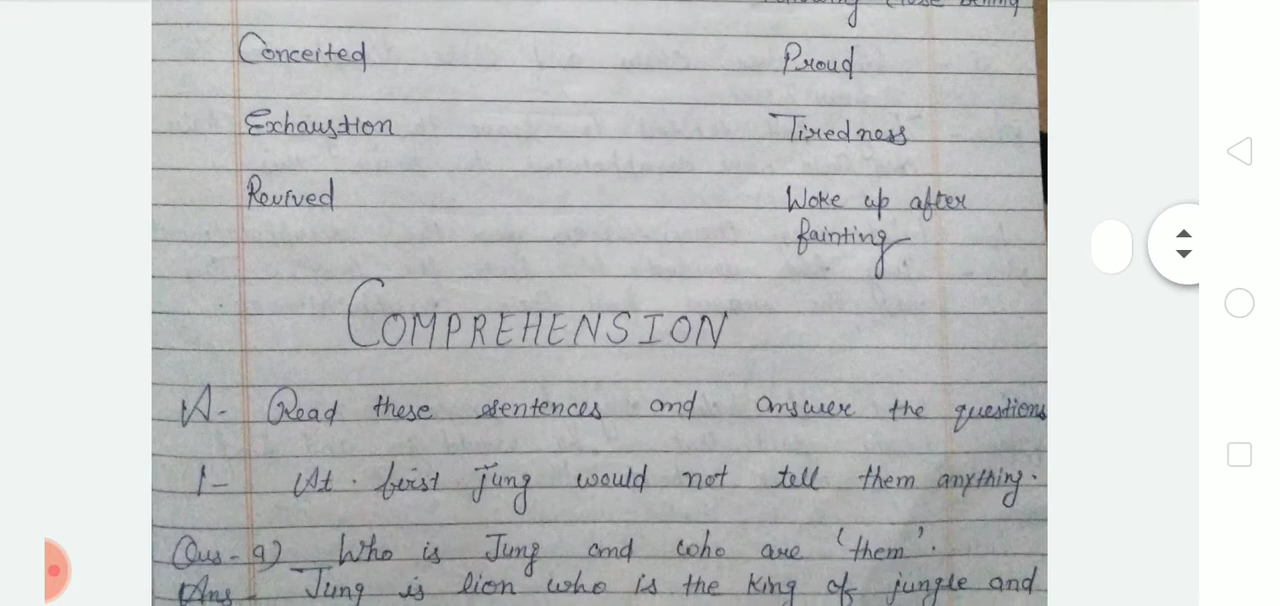 Conceited Proud
Exhaustion Tiredness
Revived Woke up after
fainting
COMPREHENSION
A- Read these sentences and answer the questions
1- At first Jung would not tell them anything.
Que - a) Who is Jung and who are 'them'.
Ans - Jung is lion who is the King of jungle and